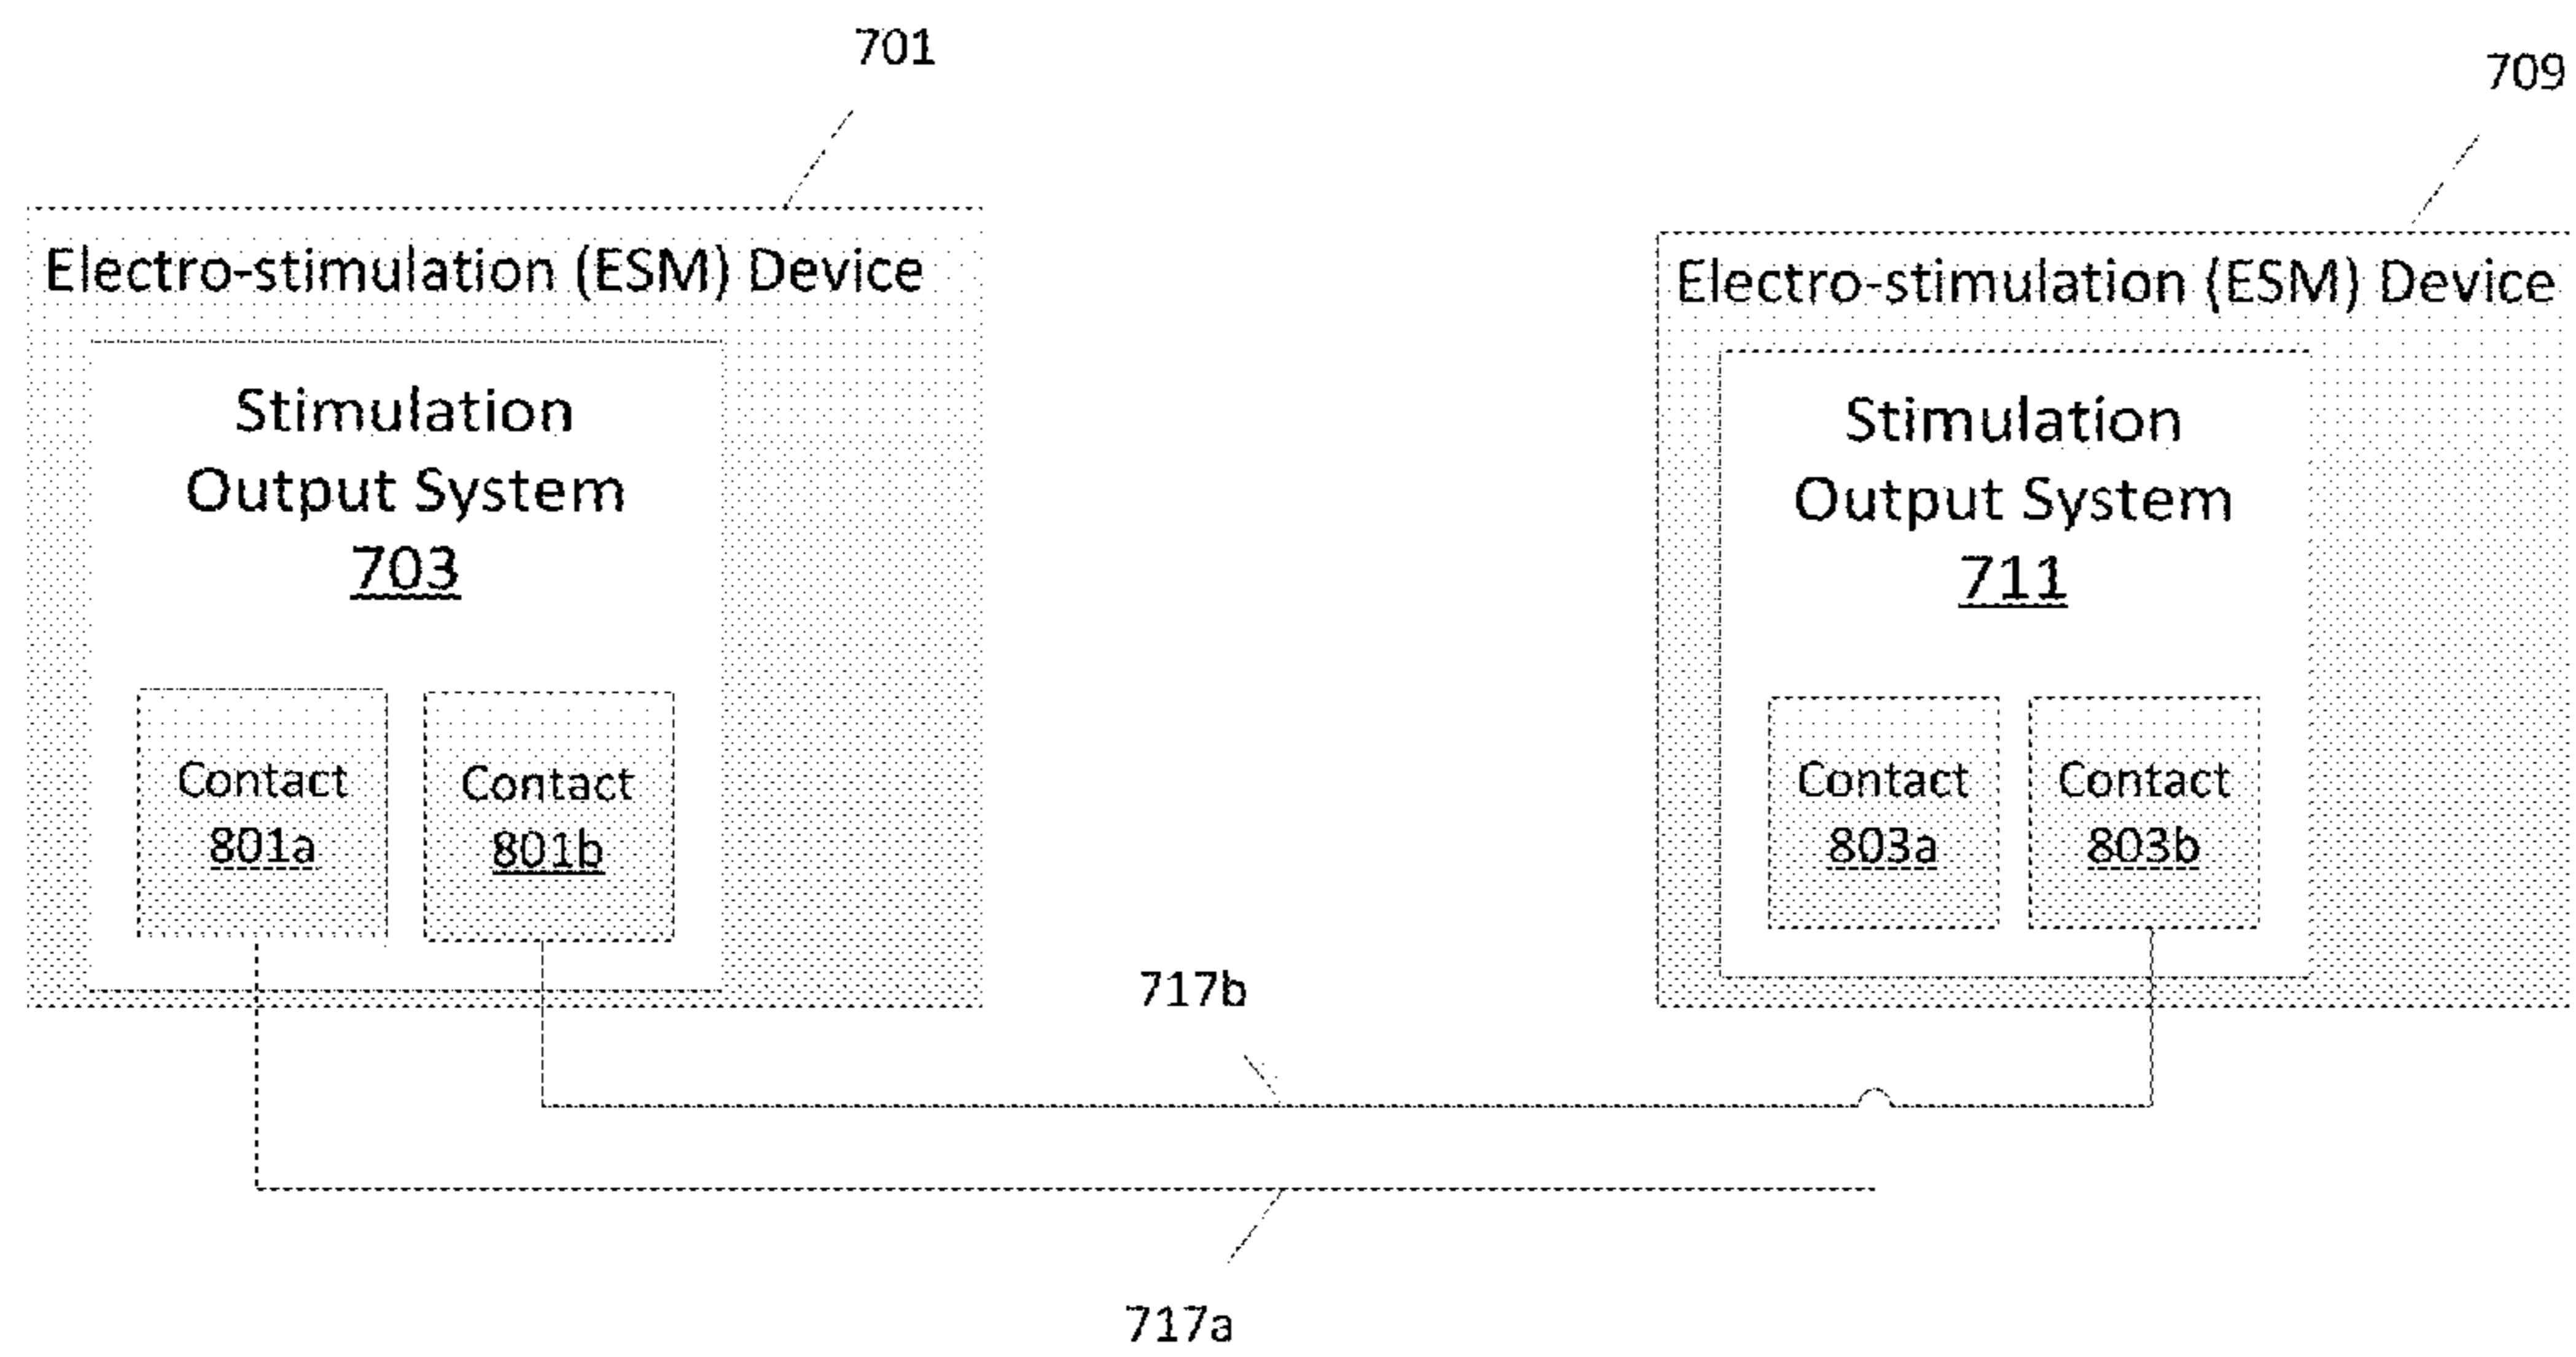 701
709
Electro-stimulation (ESM) Device
Stimulation
Output System
703
Contact
801a
Contact
801b
Electro-stimulation (ESM) Device
Stimulation
Output System
711
Contact
803a
Contact
803b
717b
717a